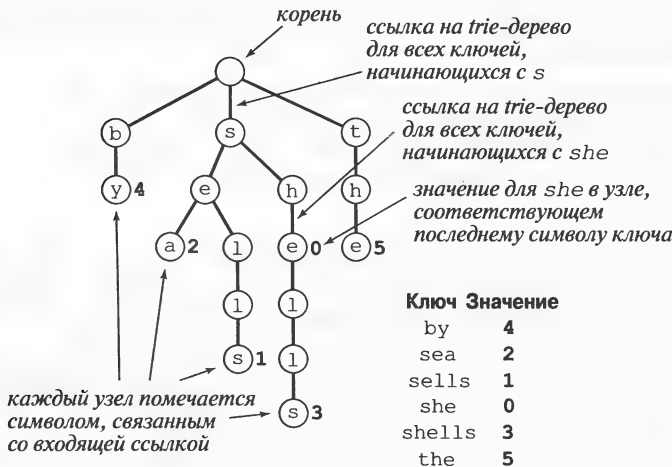 корень
ссылка на trie-дерево
для всех ключей,
начинающихся с s
ссылка на trie-дерево
для всех ключей,
начинающихся с she
b
s
t
y 4
e
h
h
значение для she в узле,
соответствующем
последнему символу ключа
a 2
l
e 0
e 5
l
l
s 1
l
s 3
каждый узел помечается
символом, связанным
со входящей ссылкой
Ключ Значение
by 4
sea 2
sells 1
she 0
shells 3
the 5